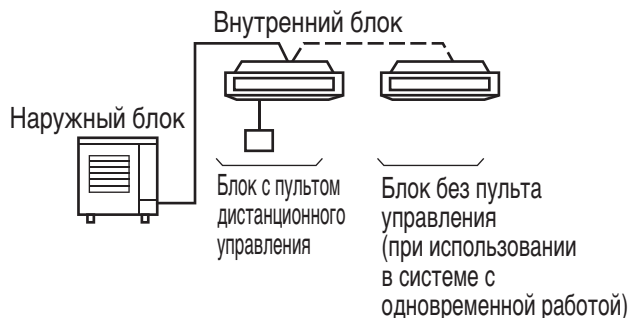 Внутренний блок
Наружный блок
Блок с пультом
дистанционного
управления
Блок без пульта
управления
(при использовании
в системе с
одновременной работой)